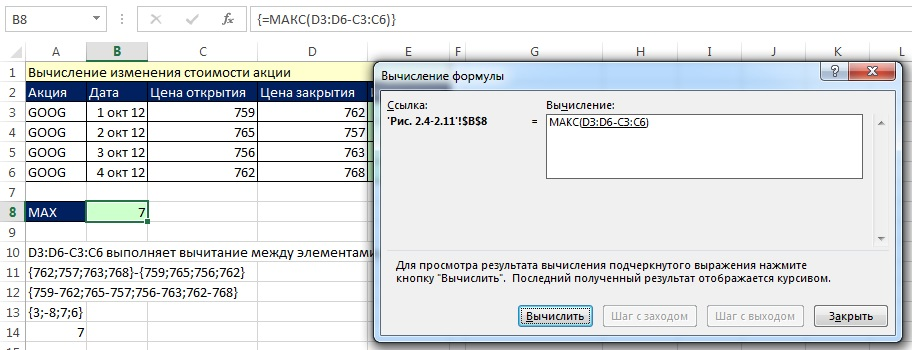 B8 {=МАКС(D3:D6-C3:C6)}
A B C D E F G H I J K L
1 Вычисление изменения стоимости акции
2 Акция Дата Цена открытия Цена закрытия
3 GOOG 1 окт 12 759 762
4 GOOG 2 окт 12 765 757
5 GOOG 3 окт 12 756 763
6 GOOG 4 окт 12 762 768
7
8 MAX 7
9
10 D3:D6-C3:C6 выполняет вычитание между элементами
11 {762;757;763;768}-{759;765;756;762}
12 {759-762;765-757;756-763;762-768}
13 {3;-8;7;6}
14 7
15
Вычисление формулы
Ссылка: Вычисление:
'Рис. 2.4-2.11'!$B$8 = МАКС(D3:D6-C3:C6)
Для просмотра результата вычисления подчеркнутого выражения нажмите
кнопку "Вычислить". Последний полученный результат отображается курсивом.
Вычислить Шаг с заходом Шаг с выходом Закрыть